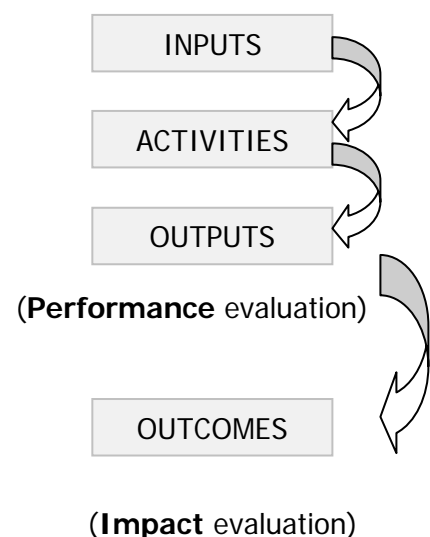 INPUTS
ACTIVITIES
OUTPUTS
(Performance evaluation)
OUTCOMES
(Impact evaluation)